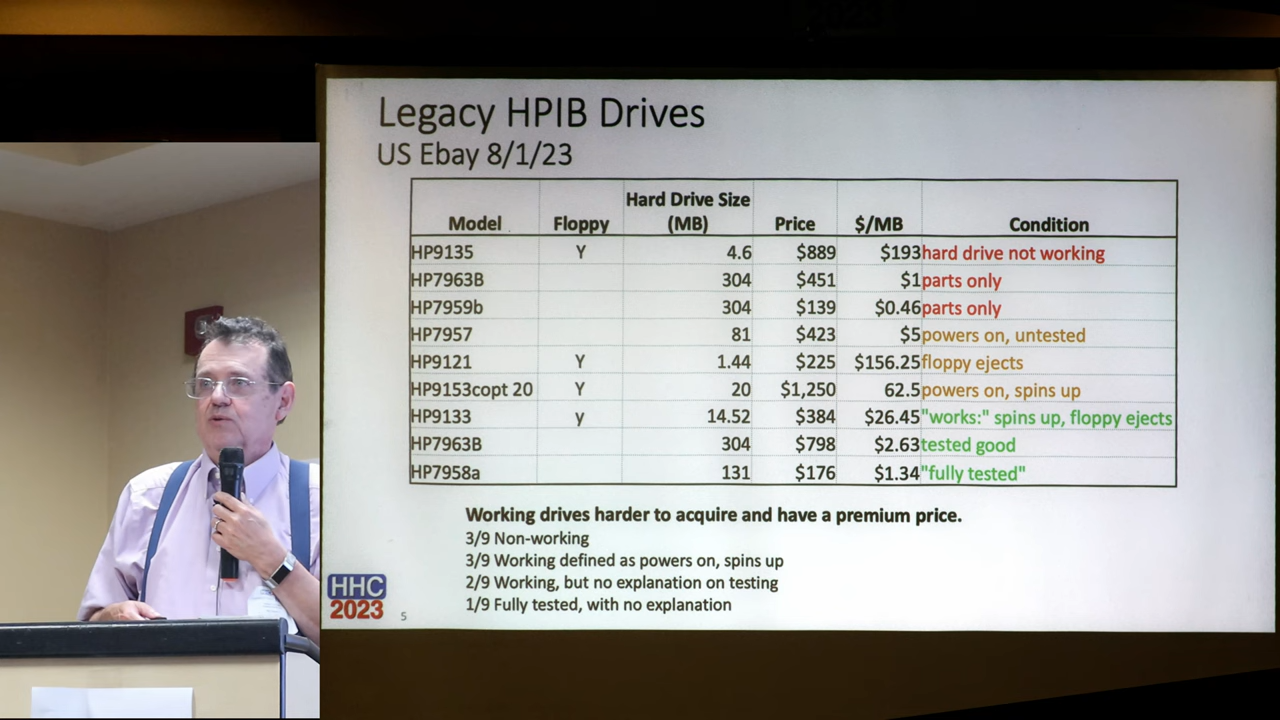 Legacy HPIB Drives
US Ebay 8/1/23
Model Floppy Hard Drive Size (MB) Price $/MB Condition
HP9135 Y 4.6 $889 $193 hard drive not working
HP7963B 304 $451 $1 parts only
HP7959b 304 $139 $0.46 parts only
HP7957 81 $423 $5 powers on, untested
HP9121 Y 1.44 $225 $156.25 floppy ejects
HP9153copt 20 Y 20 $1,250 62.5 powers on, spins up
HP9133 y 14.52 $384 $26.45 "works:" spins up, floppy ejects
HP7963B 304 $798 $2.63 tested good
HP7958a 131 $176 $1.34 "fully tested"
Working drives harder to acquire and have a premium price.
3/9 Non-working
3/9 Working defined as powers on, spins up
2/9 Working, but no explanation on testing
1/9 Fully tested, with no explanation
HHC
2023
5